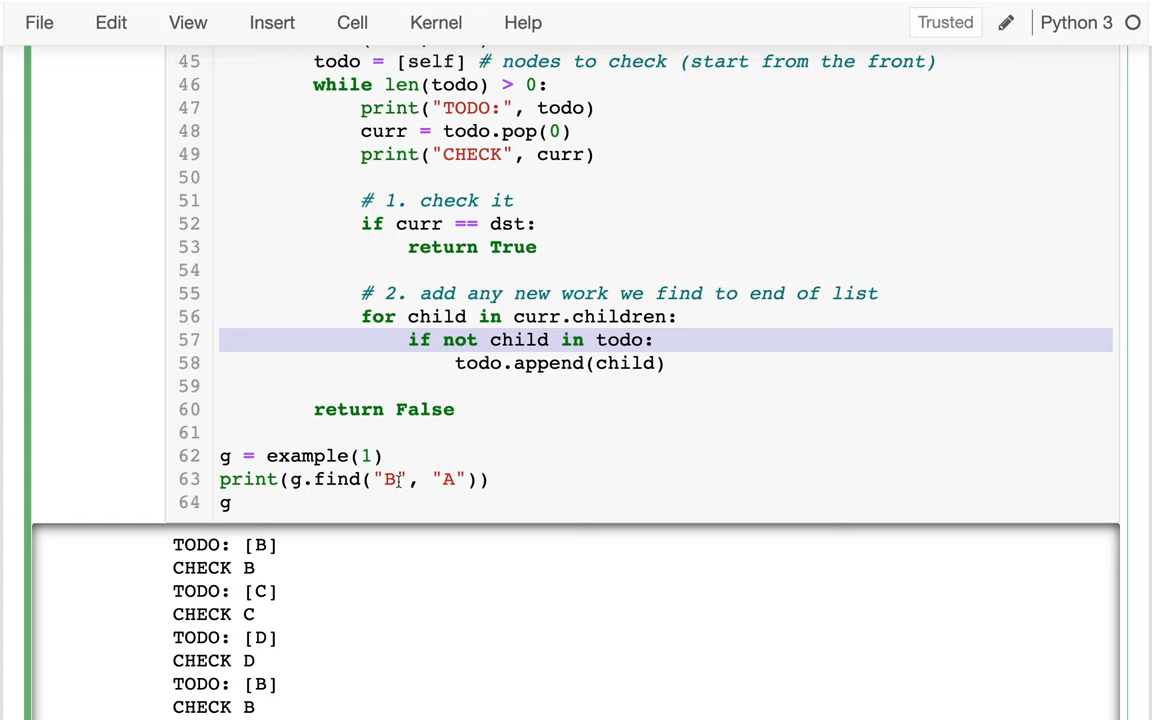 File Edit View Insert Cell Kernel Help Trusted Python 3
45 todo = [self] # nodes to check (start from the front)
46 while len(todo) > 0:
47 print("TODO:", todo)
48 curr = todo.pop(0)
49 print("CHECK", curr)
50
51 # 1. check it
52 if curr == dst:
53 return True
54
55 # 2. add any new work we find to end of list
56 for child in curr.children:
57 if not child in todo:
58 todo.append(child)
59
60 return False
61
62 g = example(1)
63 print(g.find("B", "A"))
64 g
TODO: [B]
CHECK B
TODO: [C]
CHECK C
TODO: [D]
CHECK D
TODO: [B]
CHECK B